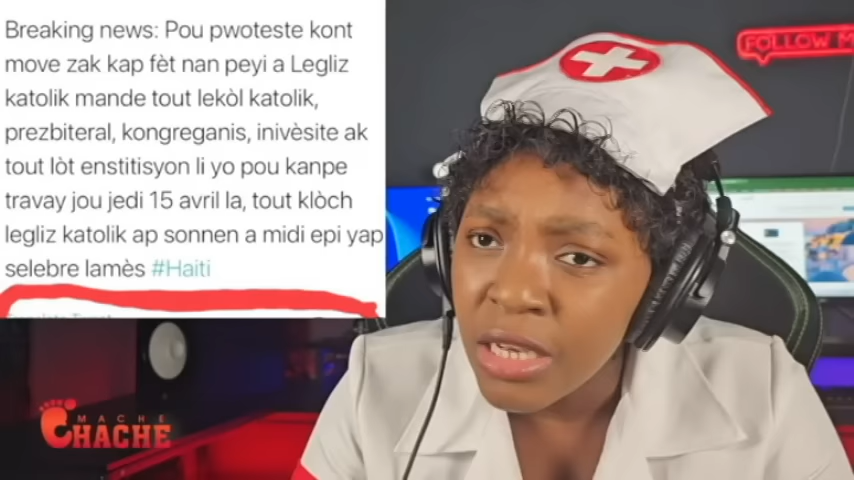 Breaking news: Pou pwoteste kont
move zak kap fèt nan peyi a Legliz
katolik mande tout lekòl katolik,
prezbiteral, kongreganis, inivèsite ak
tout lòt enstitisyon li yo pou kanpe
travay jou jedi 15 avril la, tout klòch
legliz katolik ap sonnen a midi epi yap
selebre lamès #Haiti
FOLLOW M
MACHE
HACHE